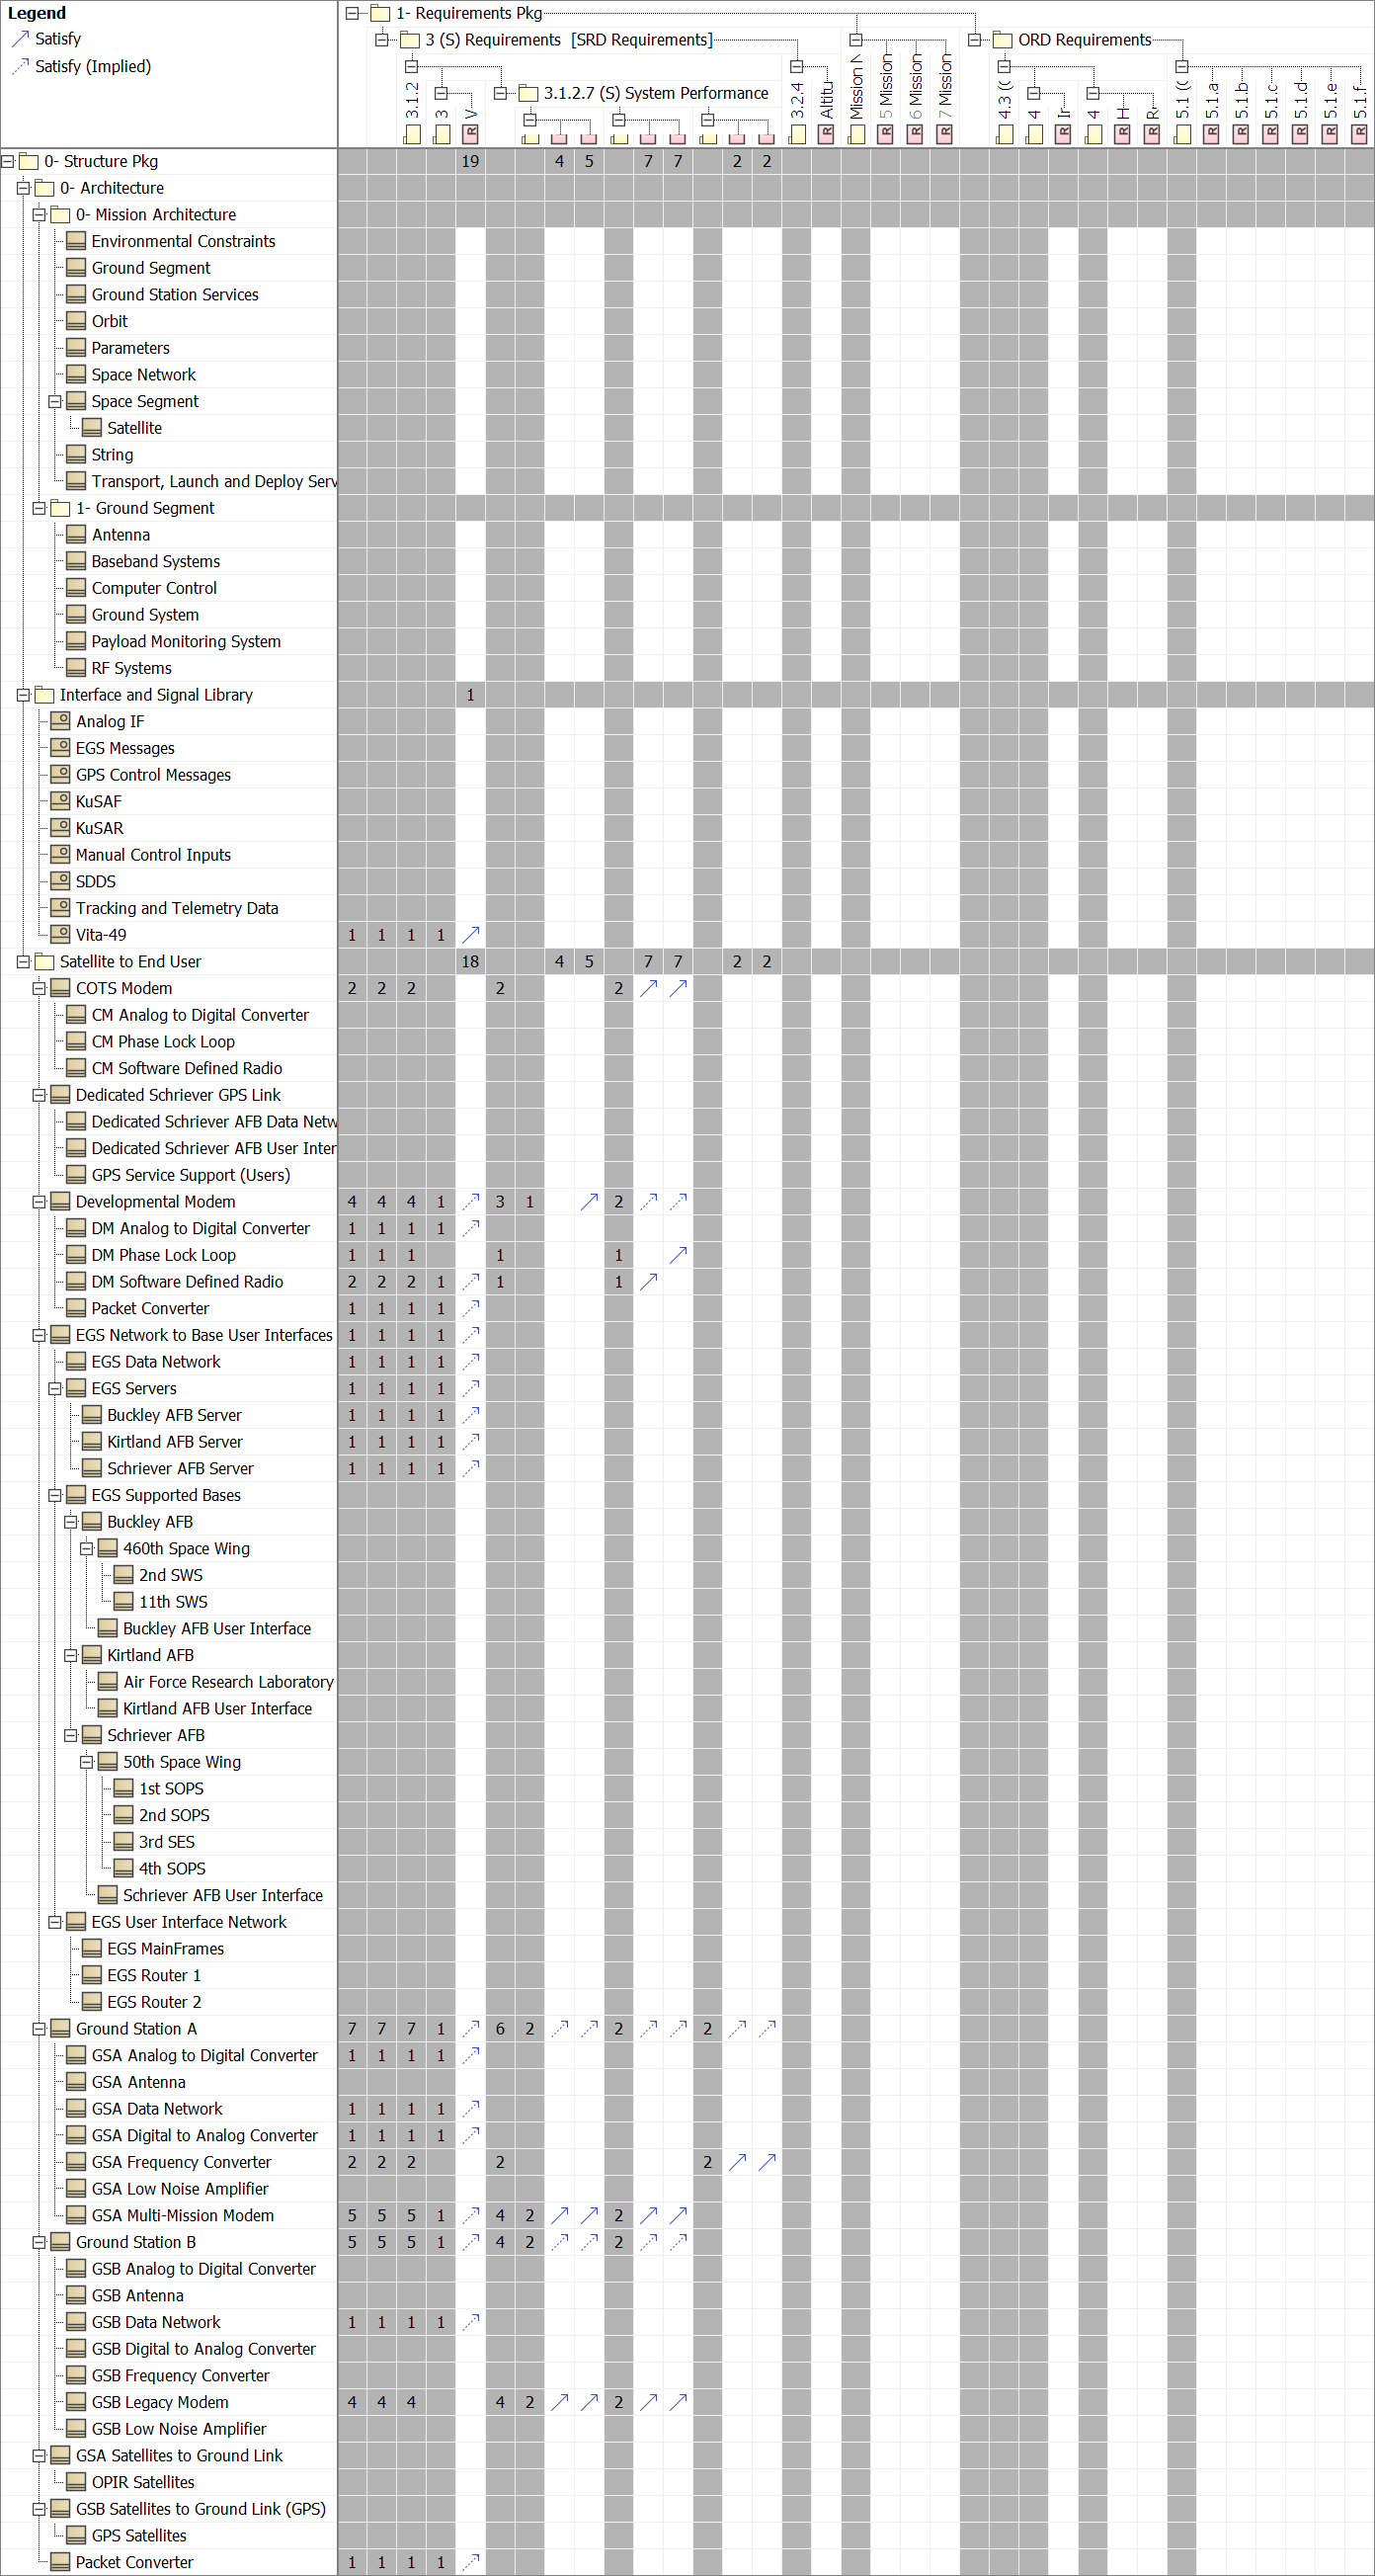 Legend
Satisfy
Satisfy (Implied)
1- Requirements Pkg
3 (S) Requirements [SRD Requirements]
ORD Requirements
3.1.2.7 (S) System Performance
3.1.2
3
V
3.2.4
Altitu
Mission
5 Mission
6 Mission
7 Mission
4.3 ((
4
Ir
4
H
R
5.1 ((
5.1.a
5.1.b
5.1.c
5.1.d
5.1.e
5.1.f
0- Structure Pkg 19 4 5 7 7 2 2
0- Architecture
0- Mission Architecture
Environmental Constraints
Ground Segment
Ground Station Services
Orbit
Parameters
Space Network
Space Segment
Satellite
String
Transport, Launch and Deploy Serv
1- Ground Segment
Antenna
Baseband Systems
Computer Control
Ground System
Payload Monitoring System
RF Systems
Interface and Signal Library 1
Analog IF
EGS Messages
GPS Control Messages
KuSAF
KuSAR
Manual Control Inputs
SDDS
Tracking and Telemetry Data
Vita-49 1 1 1 1
Satellite to End User 18 4 5 7 7 2 2
COTS Modem 2 2 2 2 2
CM Analog to Digital Converter
CM Phase Lock Loop
CM Software Defined Radio
Dedicated Schriever GPS Link
Dedicated Schriever AFB Data Netw
Dedicated Schriever AFB User Inter
GPS Service Support (Users)
Developmental Modem 4 4 4 1 3 1 2
DM Analog to Digital Converter 1 1 1 1
DM Phase Lock Loop 1 1 1 1 1
DM Software Defined Radio 2 2 2 1 1 1
Packet Converter 1 1 1 1
EGS Network to Base User Interfaces 1 1 1 1
EGS Data Network 1 1 1 1
EGS Servers 1 1 1 1
Buckley AFB Server 1 1 1 1
Kirtland AFB Server 1 1 1 1
Schriever AFB Server 1 1 1 1
EGS Supported Bases
Buckley AFB
460th Space Wing
2nd SWS
11th SWS
Buckley AFB User Interface
Kirtland AFB
Air Force Research Laboratory
Kirtland AFB User Interface
Schriever AFB
50th Space Wing
1st SOPS
2nd SOPS
3rd SES
4th SOPS
Schriever AFB User Interface
EGS User Interface Network
EGS MainFrames
EGS Router 1
EGS Router 2
Ground Station A 7 7 7 1 6 2 2 2
GSA Analog to Digital Converter 1 1 1 1
GSA Antenna
GSA Data Network 1 1 1 1
GSA Digital to Analog Converter 1 1 1 1
GSA Frequency Converter 2 2 2 2 2
GSA Low Noise Amplifier
GSA Multi-Mission Modem 5 5 5 1 4 2 2
Ground Station B 5 5 5 1 4 2 2
GSB Analog to Digital Converter
GSB Antenna
GSB Data Network 1 1 1 1
GSB Digital to Analog Converter
GSB Frequency Converter
GSB Legacy Modem 4 4 4 4 2 2
GSB Low Noise Amplifier
GSA Satellites to Ground Link
OPIR Satellites
GSB Satellites to Ground Link (GPS)
GPS Satellites
Packet Converter 1 1 1 1